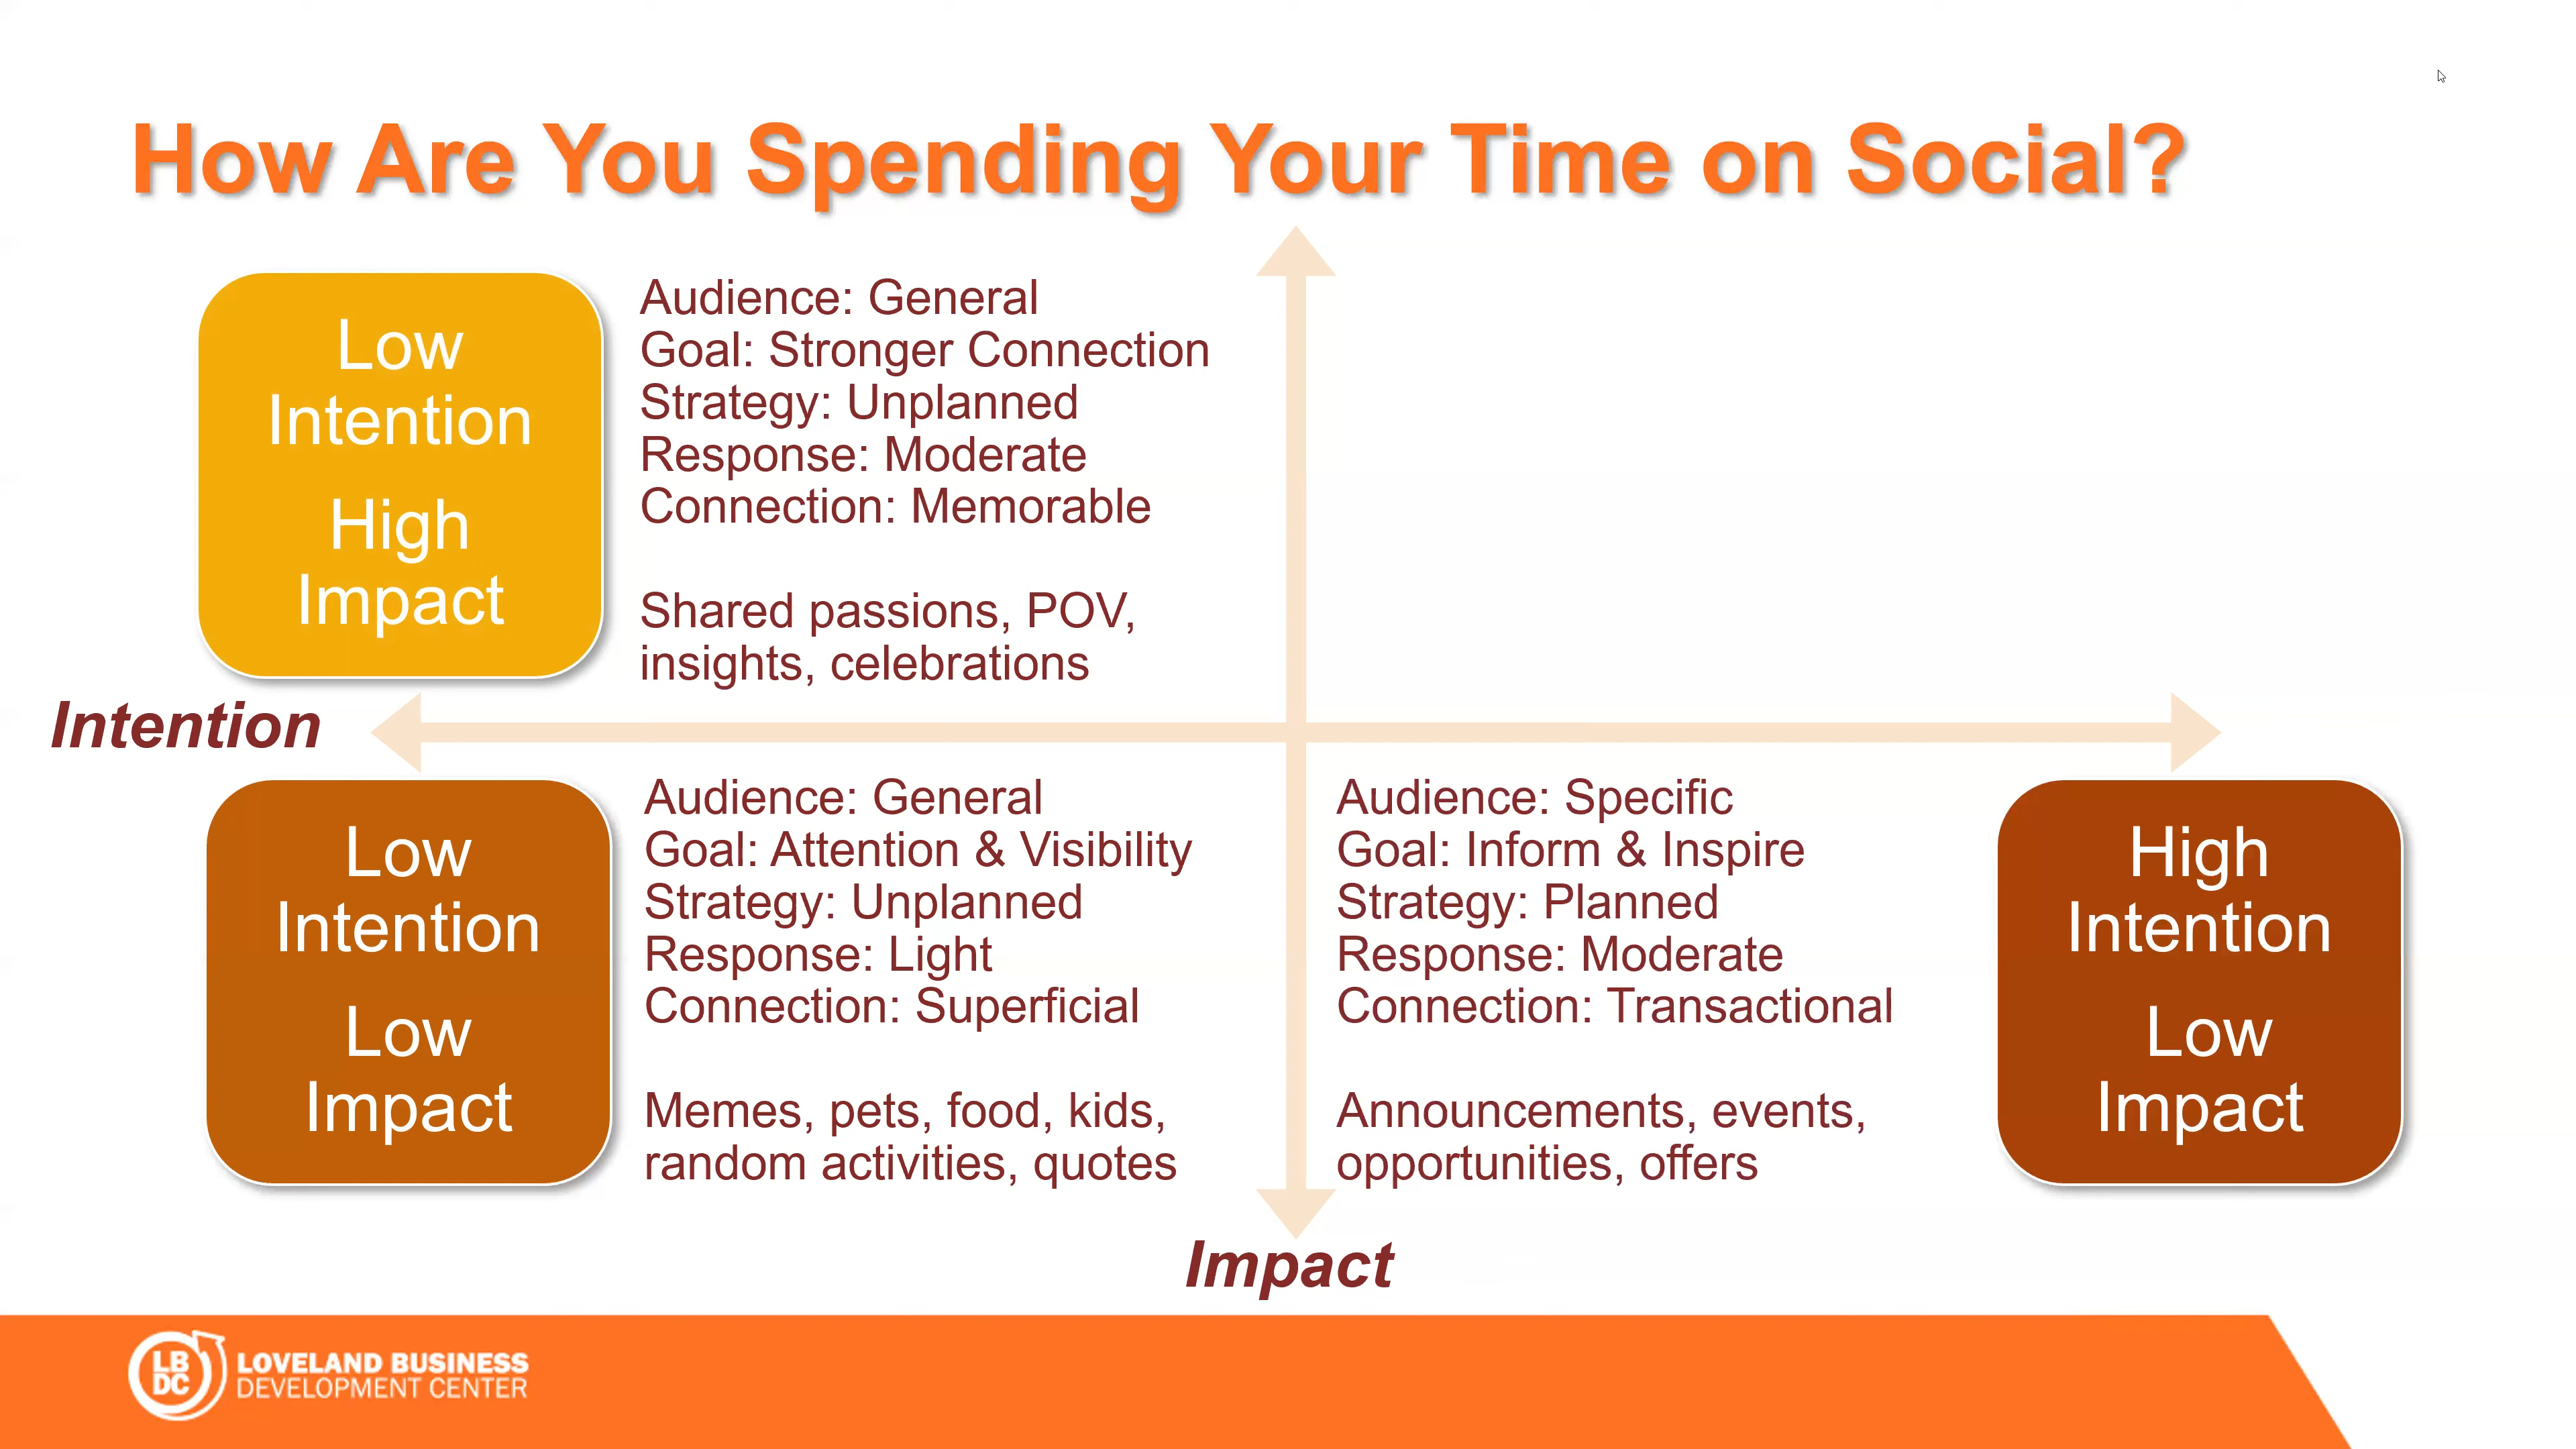 How Are You Spending Your Time on Social?
Low
Intention
High
Impact
Audience: General
Goal: Stronger Connection
Strategy: Unplanned
Response: Moderate
Connection: Memorable
Shared passions, POV,
insights, celebrations
Intention
Low
Intention
Low
Impact
Audience: General
Goal: Attention & Visibility
Strategy: Unplanned
Response: Light
Connection: Superficial
Memes, pets, food, kids,
random activities, quotes
Audience: Specific
Goal: Inform & Inspire
Strategy: Planned
Response: Moderate
Connection: Transactional
Announcements, events,
opportunities, offers
High
Intention
Low
Impact
Impact
LB
DC
LOVELAND BUSINESS
DEVELOPMENT CENTER